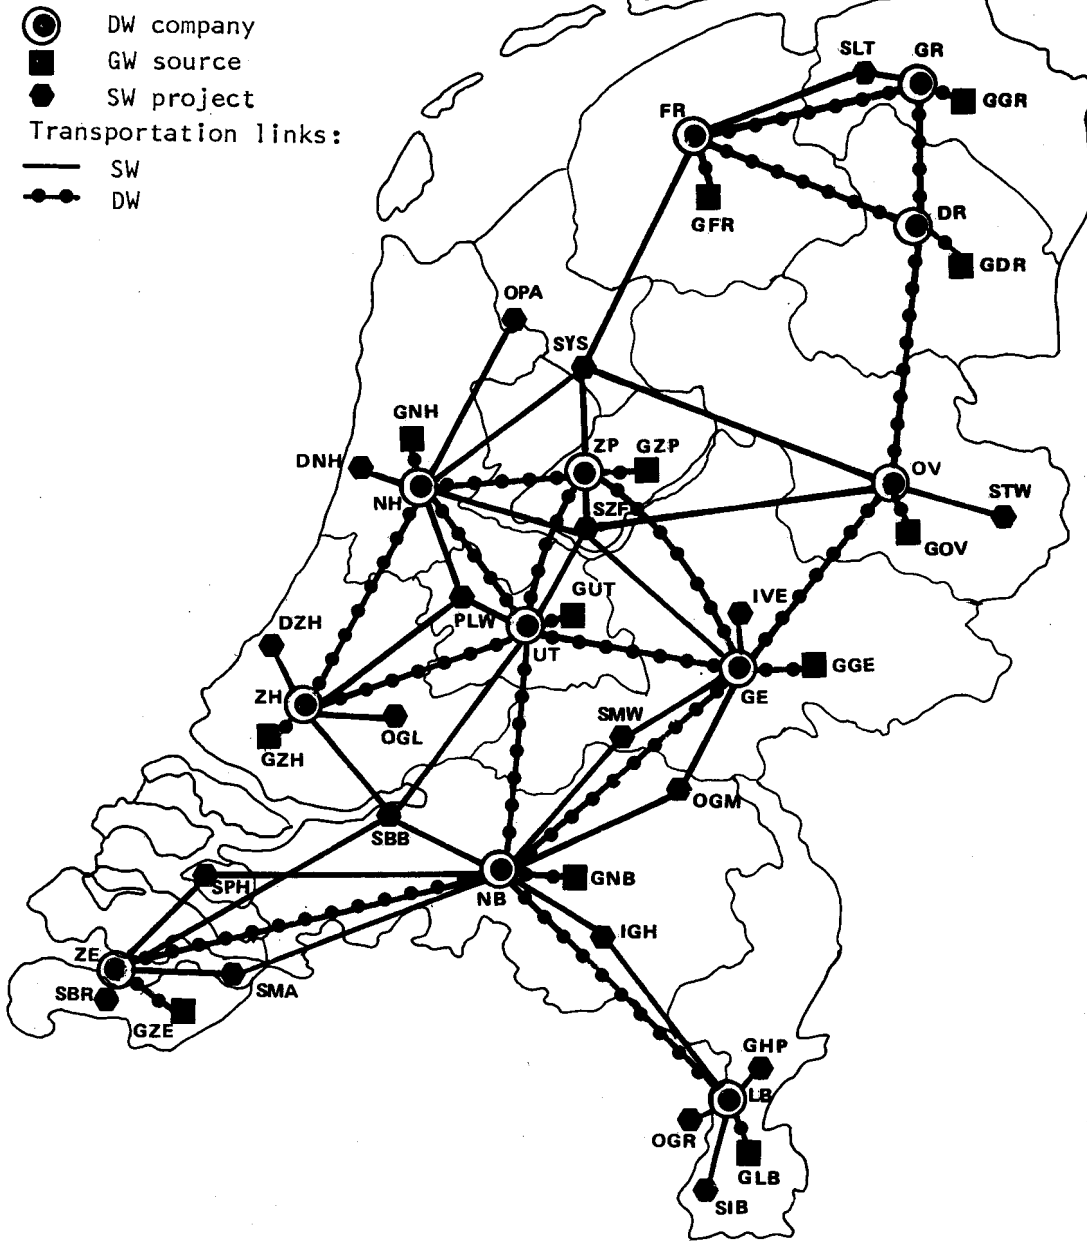 DW company
GW source
SW project
Transportation links:
SW
DW
SLT
GR
GGR
FR
GFR
DR
GDR
OPA
SYS
GNH
DNH
NH
ZP
GZP
SZF
OV
STW
GOV
IVE
GUT
PLW
UT
DZH
ZH
OGL
GZH
GGE
GE
SMW
OGM
SBB
SPH
NB
GNB
IGH
ZE
SBR
GZE
SMA
GHP
LB
OGR
GLB
SIB